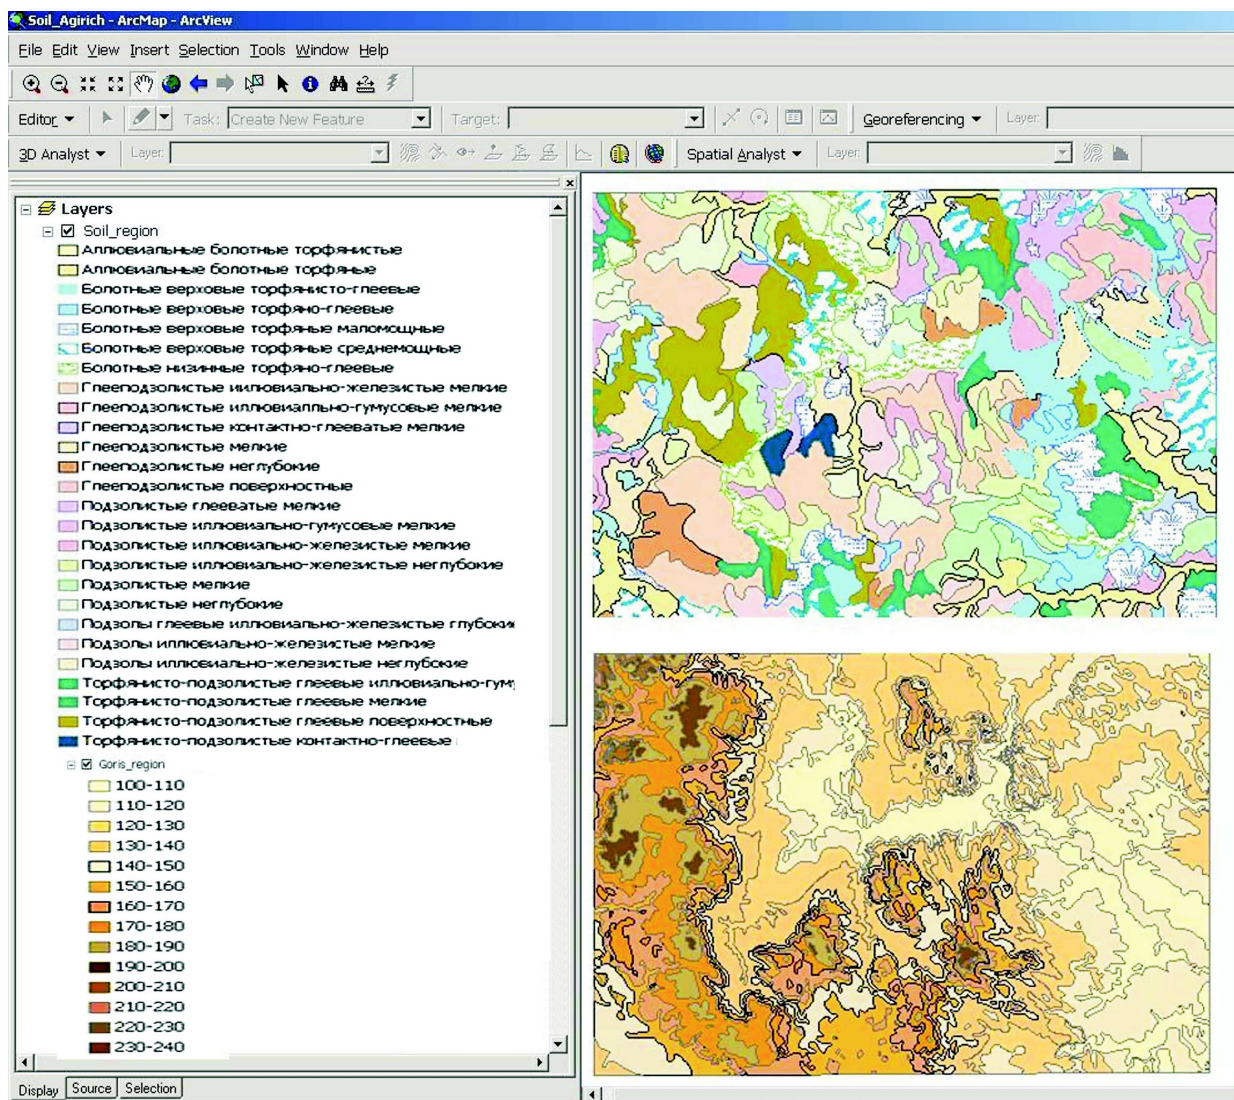 Soil_Agirich - ArcMap - ArcView
File Edit View Insert Selection Tools Window Help
Editor Task: Create New Feature Target: Georeferencing Layer:
3D Analyst Layer: Spatial Analyst Layer:
Layers
Soil_region
Аллювиальные болотные торфянистые
Аллювиальные болотные торфяные
Болотные верховые торфянисто-глеевые
Болотные верховые торфяно-глеевые
Болотные верховые торфяные маломощные
Болотные верховые торфяные среднемощные
Болотные низинные торфяно-глеевые
Глееподзолистые иилювиально-железистые мелкие
Глееподзолистые иллювиалльно-гумусовые мелкие
Глееподзолистые контактно-глееватые мелкие
Глееподзолистые мелкие
Глееподзолистые неглубокие
Глееподзолистые поверхностные
Подзолистые глееватые мелкие
Подзолистые иллювиально-гумусовые мелкие
Подзолистые иллювиально-железистые мелкие
Подзолистые иллювиально-железистые неглубокие
Подзолистые мелкие
Подзолистые неглубокие
Подзолы глеевые иллювиально-железистые глубокие
Подзолы иллювиально-железистые мелкие
Подзолы иллювиально-железистые неглубокие
Торфянисто-подзолистые глеевые иллювиально-гум
Торфянисто-подзолистые глеевые мелкие
Торфянисто-подзолистые глеевые поверхностные
Торфянисто-подзолистые контактно-глеевые
Goris_region
100-110
110-120
120-130
130-140
140-150
150-160
160-170
170-180
180-190
190-200
200-210
210-220
220-230
230-240
Display Source Selection